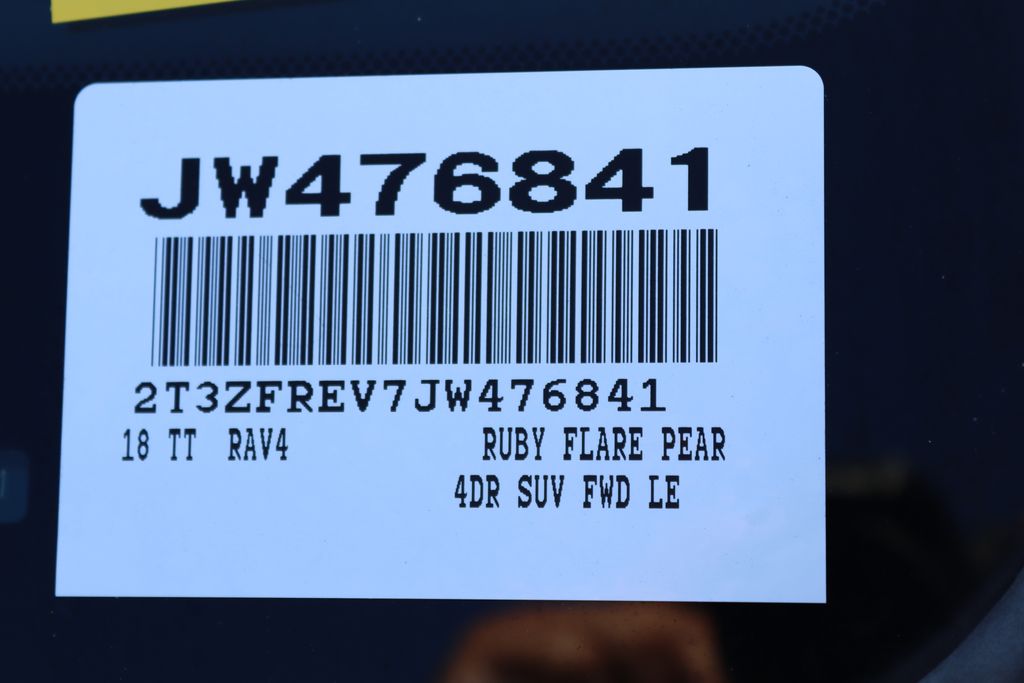 JW476841
2T3ZFREV7JW476841
18 TT RAV4 RUBY FLARE PEAR
4DR SUV FWD LE